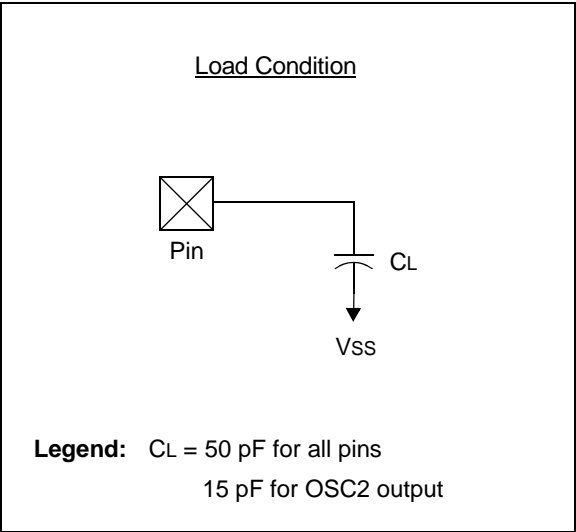 Load Condition
Pin
CL
VSS
Legend: CL = 50 pF for all pins
15 pF for OSC2 output